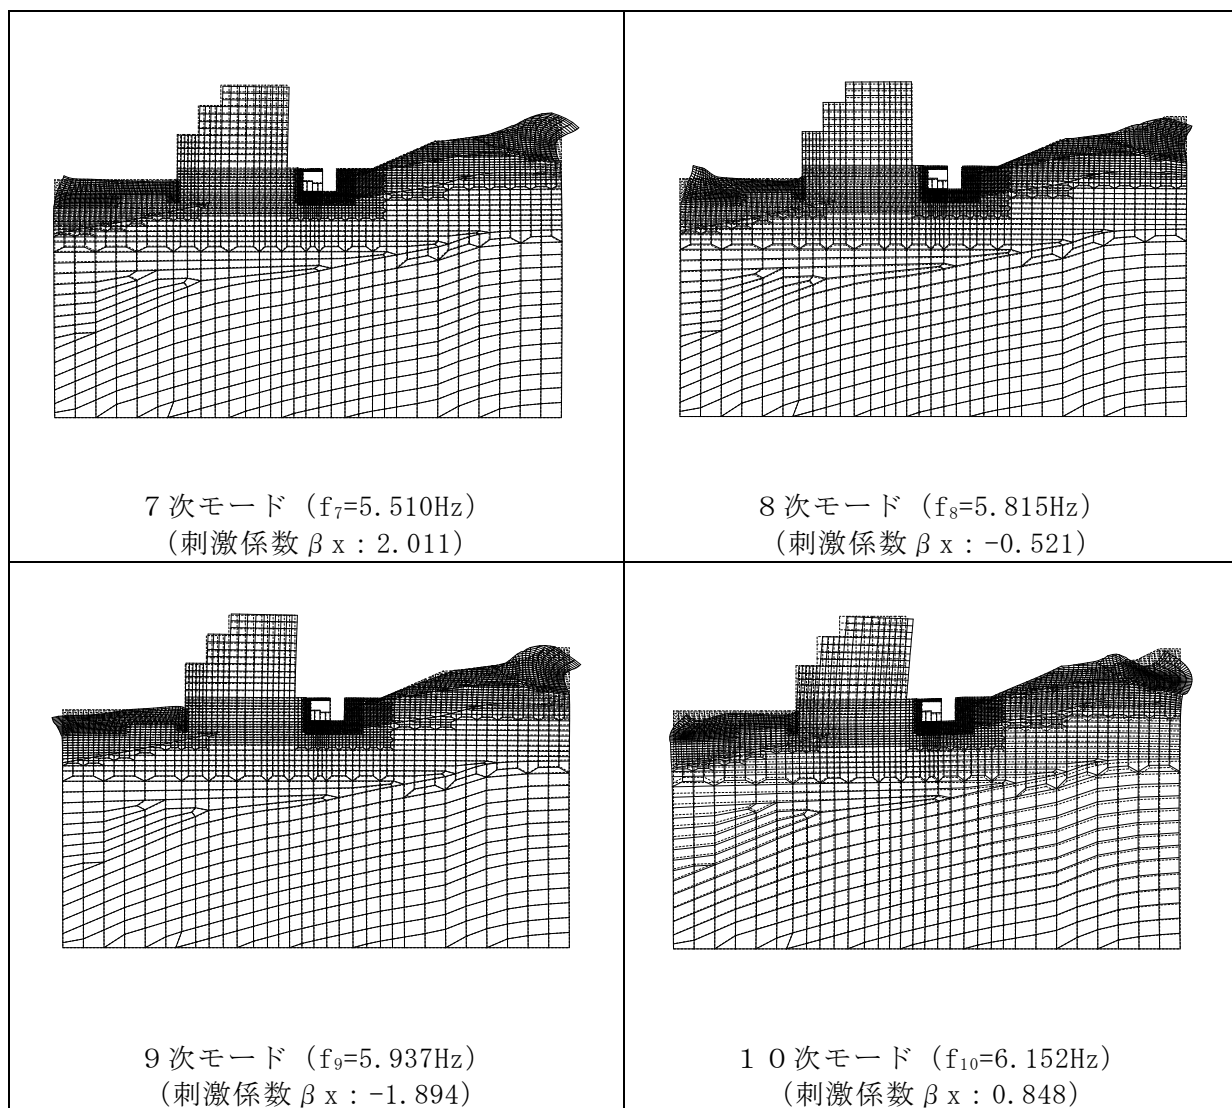 7次モード (f₇=5.510Hz)
(刺激係数βx:2.011)
8次モード (f₈=5.815Hz)
(刺激係数βx:-0.521)
9次モード (f₉=5.937Hz)
(刺激係数βx:-1.894)
10次モード (f₁₀=6.152Hz)
(刺激係数βx:0.848)